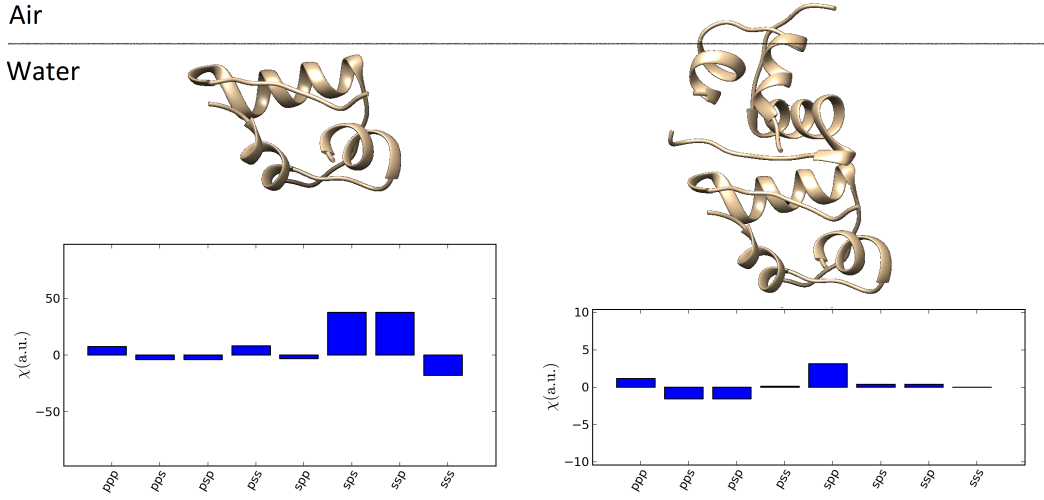 Air
Water
χ(a.u.)
50
0
−50
ppp
pps
psp
pss
spp
sps
ssp
sss
χ(a.u.)
10
5
0
−5
−10
ppp
pps
psp
pss
spp
sps
ssp
sss